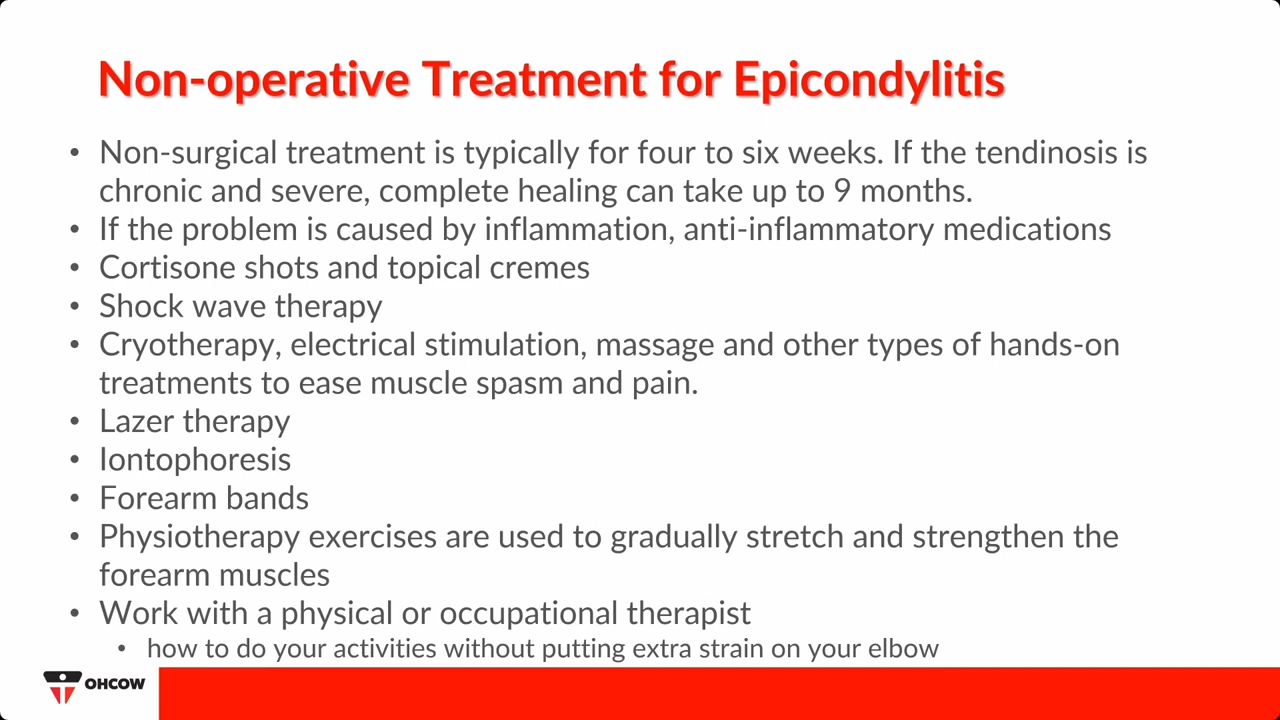 Non-operative Treatment for Epicondylitis
• Non-surgical treatment is typically for four to six weeks. If the tendinosis is
chronic and severe, complete healing can take up to 9 months.
• If the problem is caused by inflammation, anti-inflammatory medications
• Cortisone shots and topical cremes
• Shock wave therapy
• Cryotherapy, electrical stimulation, massage and other types of hands-on
treatments to ease muscle spasm and pain.
• Lazer therapy
• Iontophoresis
• Forearm bands
• Physiotherapy exercises are used to gradually stretch and strengthen the
forearm muscles
• Work with a physical or occupational therapist
• how to do your activities without putting extra strain on your elbow
OHCOW